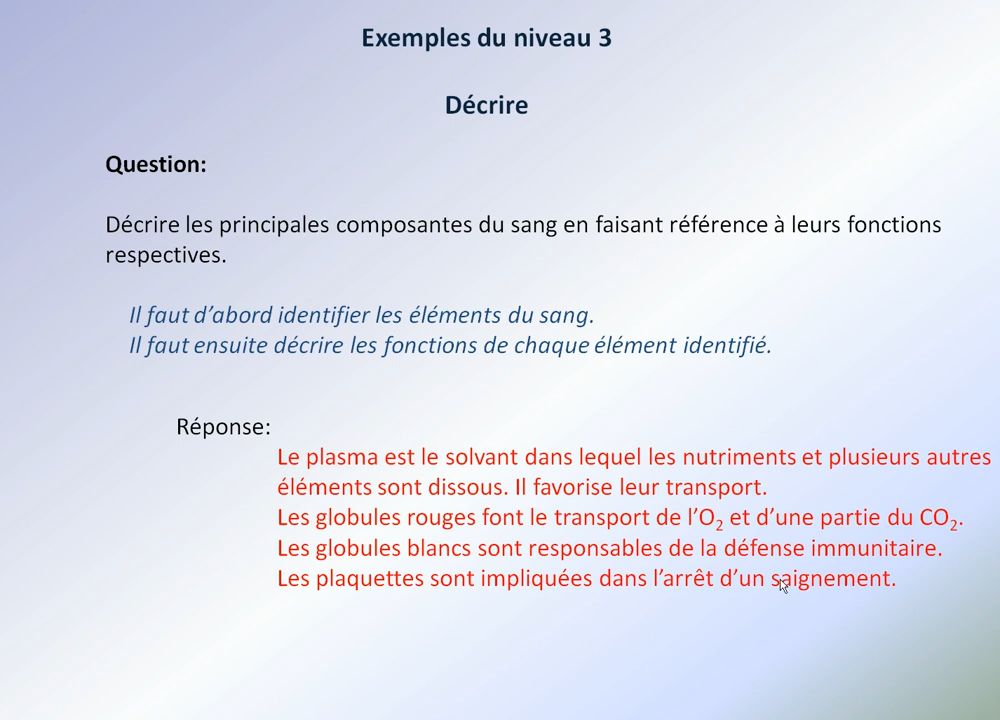 Exemples du niveau 3
Décrire
Question:
Décrire les principales composantes du sang en faisant référence à leurs fonctions
respectives.
Il faut d’abord identifier les éléments du sang.
Il faut ensuite décrire les fonctions de chaque élément identifié.
Réponse:
Le plasma est le solvant dans lequel les nutriments et plusieurs autres
éléments sont dissous. Il favorise leur transport.
Les globules rouges font le transport de l’O₂ et d’une partie du CO₂.
Les globules blancs sont responsables de la défense immunitaire.
Les plaquettes sont impliquées dans l’arrêt d’un saignement.